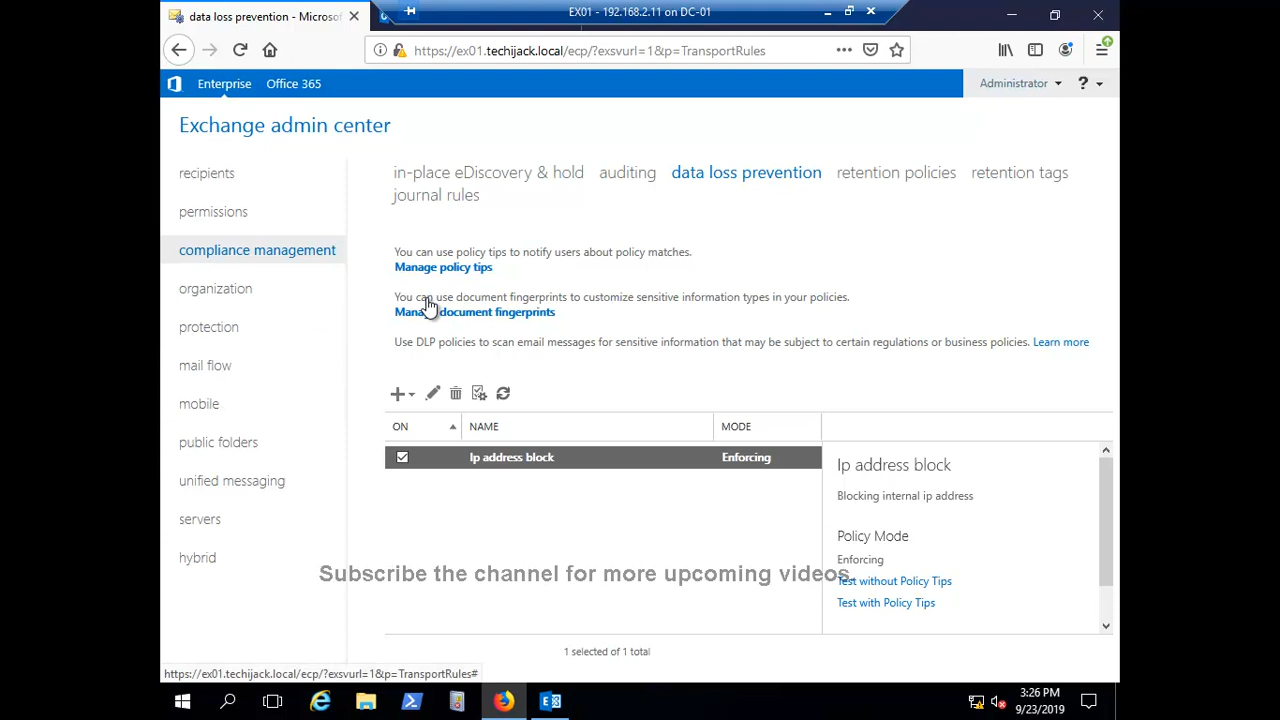 data loss prevention - Microsof
EX01 - 192.168.2.11 on DC-01
https://ex01.techijack.local/ecp/?exsvurl=1&p=TransportRules
Enterprise
Office 365
Administrator
?
Exchange admin center
recipients
permissions
compliance management
organization
protection
mail flow
mobile
public folders
unified messaging
servers
hybrid
in-place eDiscovery & hold
auditing
data loss prevention
retention policies
retention tags
journal rules
You can use policy tips to notify users about policy matches.
Manage policy tips
You can use document fingerprints to customize sensitive information types in your policies.
Manage document fingerprints
Use DLP policies to scan email messages for sensitive information that may be subject to certain regulations or business policies. Learn more
ON
NAME
MODE
Ip address block
Enforcing
Ip address block
Blocking internal ip address
Policy Mode
Enforcing
Test without Policy Tips
Test with Policy Tips
Subscribe the channel for more upcoming videos.
1 selected of 1 total
https://ex01.techijack.local/ecp/?exsvurl=1&p=TransportRules#
3:26 PM
9/23/2019